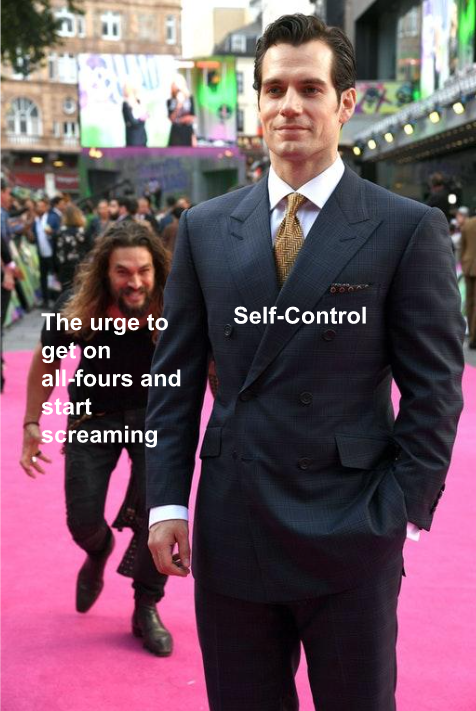 The urge to
get on
all-fours and
start
screaming
Self-Control